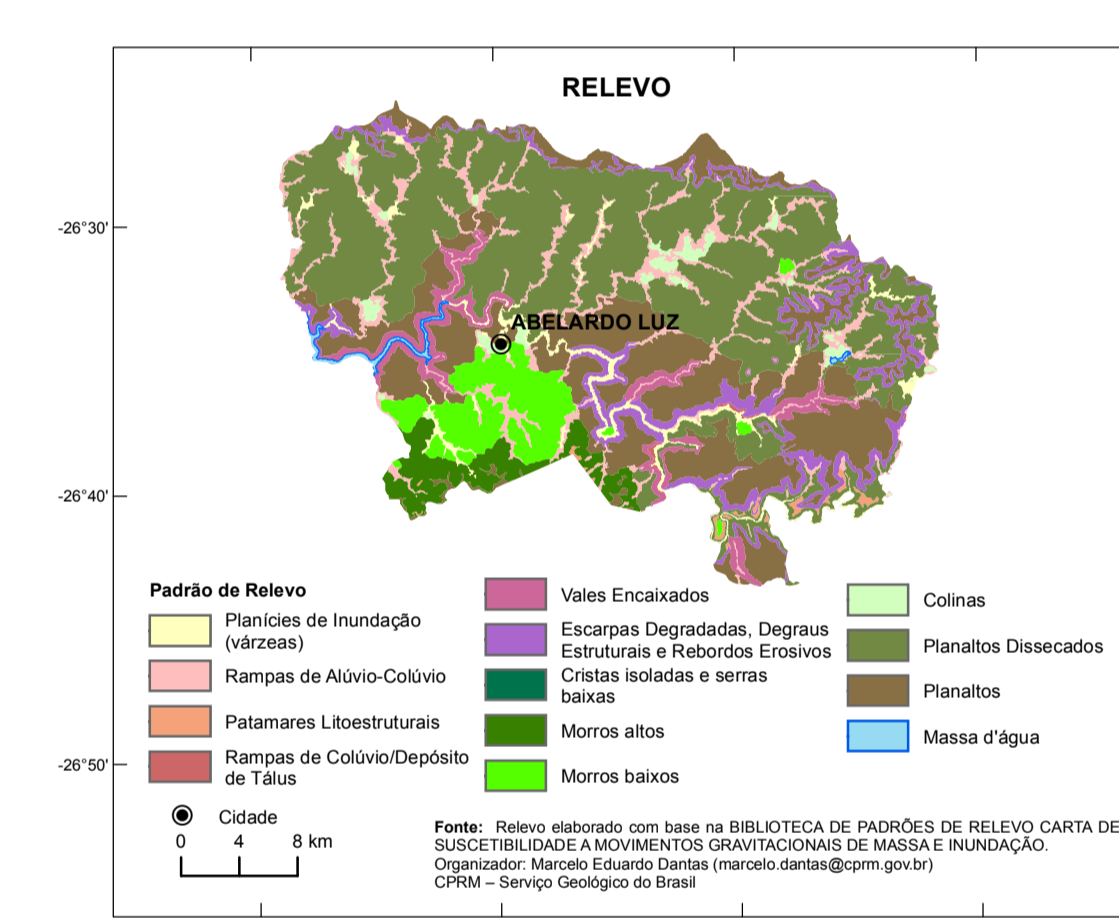 RELEVO
-26°30'
ABELARDO LUZ
-26°40'
-26°50'
Padrão de Relevo
Planícies de Inundação
(várzeas)
Rampas de Alúvio-Colúvio
Patamares Litoestruturais
Rampas de Colúvio/Depósito
de Tálus
Vales Encaixados
Escarpas Degradadas, Degraus
Estruturais e Rebordos Erosivos
Cristas isoladas e serras
baixas
Morros altos
Morros baixos
Colinas
Planaltos Dissecados
Planaltos
Massa d'água
Cidade
0 4 8 km
Fonte: Relevo elaborado com base na BIBLIOTECA DE PADRÕES DE RELEVO CARTA DE
SUSCETIBILIDADE A MOVIMENTOS GRAVITACIONAIS DE MASSA E INUNDAÇÃO.
Organizador: Marcelo Eduardo Dantas (marcelo.dantas@cprm.gov.br)
CPRM – Serviço Geológico do Brasil